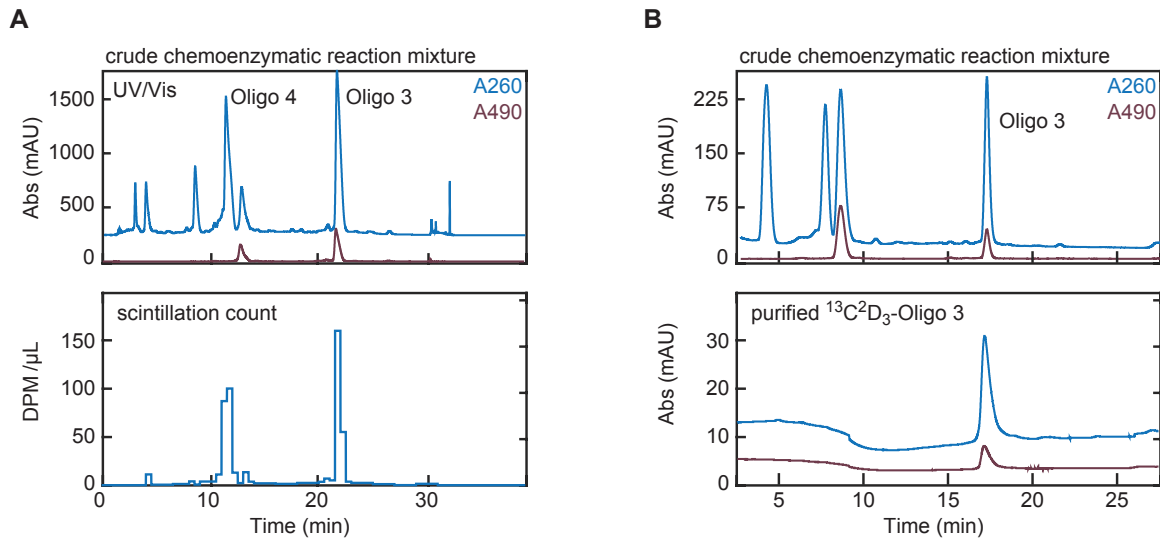 A
crude chemoenzymatic reaction mixture
UV/Vis
A260
A490
Oligo 4
Oligo 3
Abs (mAU)
1500
1000
500
0
scintillation count
DPM /µL
150
100
50
0
0 10 20 30
Time (min)
B
crude chemoenzymatic reaction mixture
A260
A490
Oligo 3
Abs (mAU)
225
150
75
0
purified ¹³C²D₃-Oligo 3
Abs (mAU)
30
20
10
0
5 10 15 20 25
Time (min)